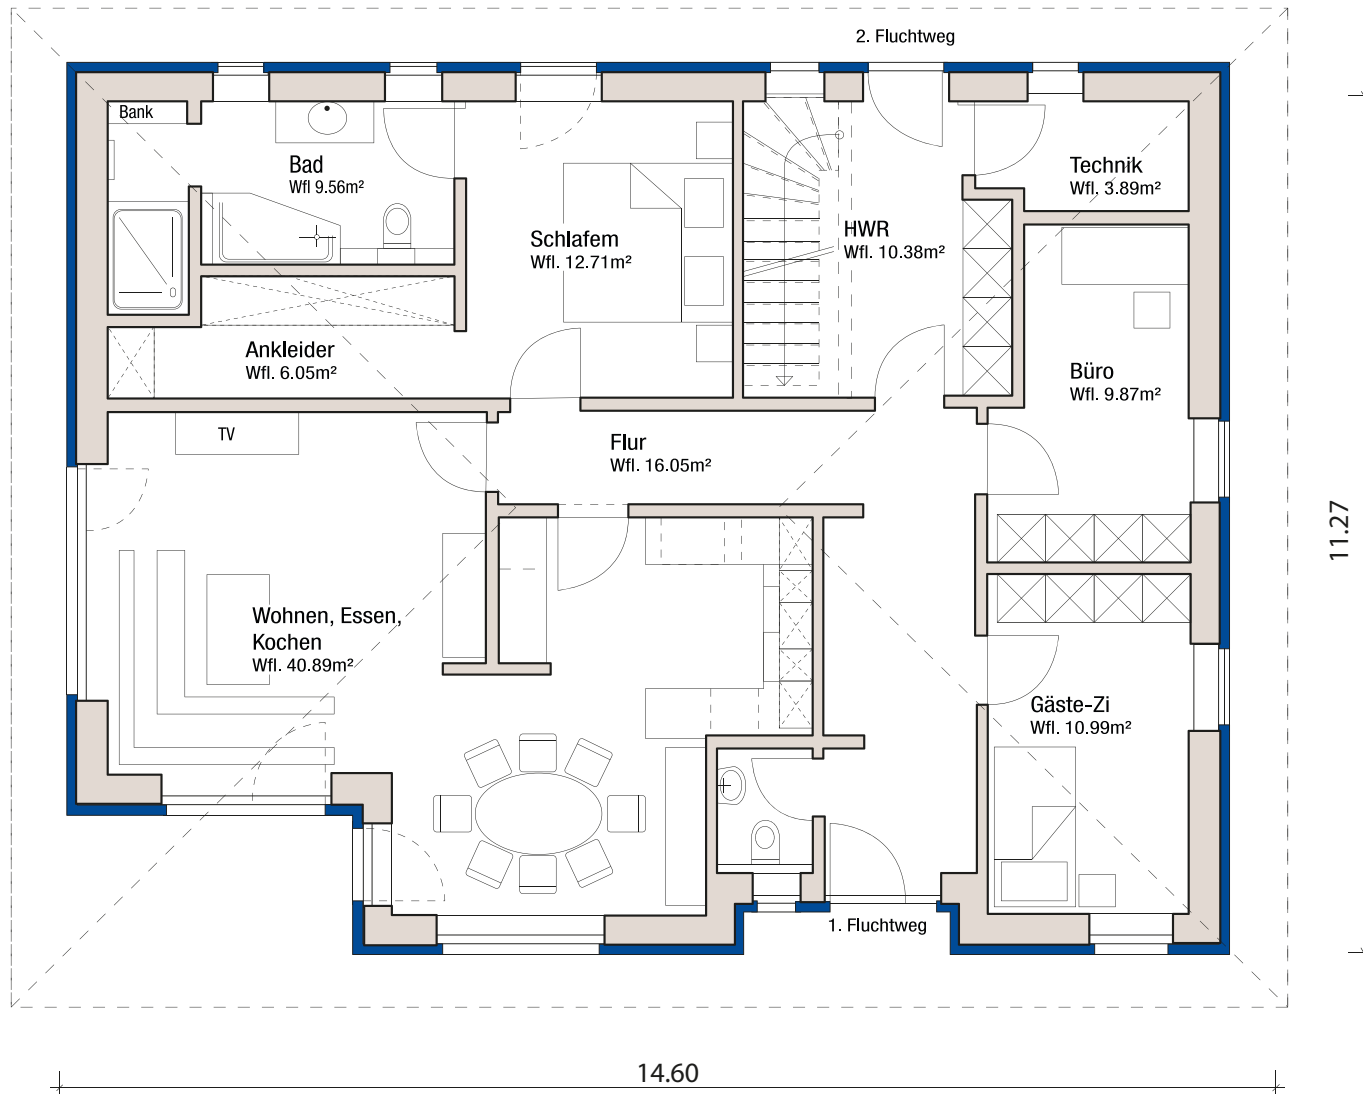 2. Fluchtweg
Bank
Bad
Wfl 9.56m²
Technik
Wfl. 3.89m²
Schlafem
Wfl. 12.71m²
HWR
Wfl. 10.38m²
Ankleider
Wfl. 6.05m²
Büro
Wfl. 9.87m²
TV
Flur
Wfl. 16.05m²
11.27
Wohnen, Essen,
Kochen
Wfl. 40.89m²
Gäste-Zi
Wfl. 10.99m²
1. Fluchtweg
14.60